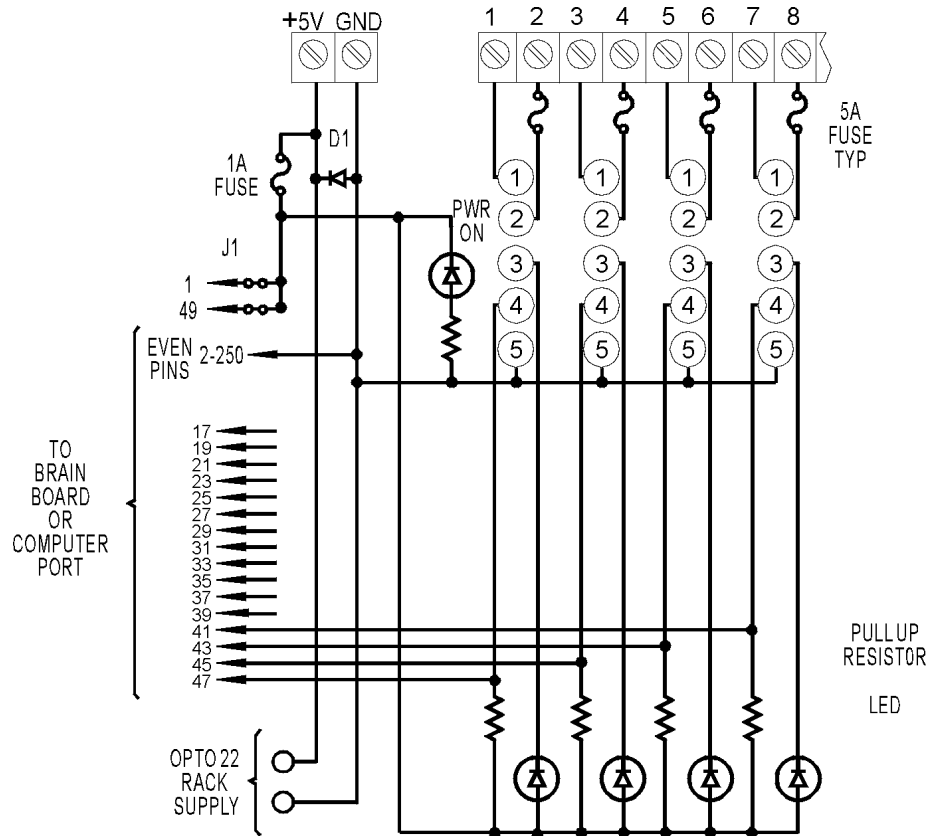 +5V GND
1 2 3 4 5 6 7 8
D1
5A
FUSE
TYP
1A
FUSE
1 1 1 1
PWR
ON
2 2 2 2
J1
3 3 3 3
1
4 4 4 4
49
EVEN
PINS 2-250
5 5 5 5
17
19
21
23
25
27
29
31
33
35
37
39
41
43
45
47
TO
BRAIN
BOARD
OR
COMPUTER
PORT
PULLUP
RESISTOR
LED
OPTO 22
RACK
SUPPLY